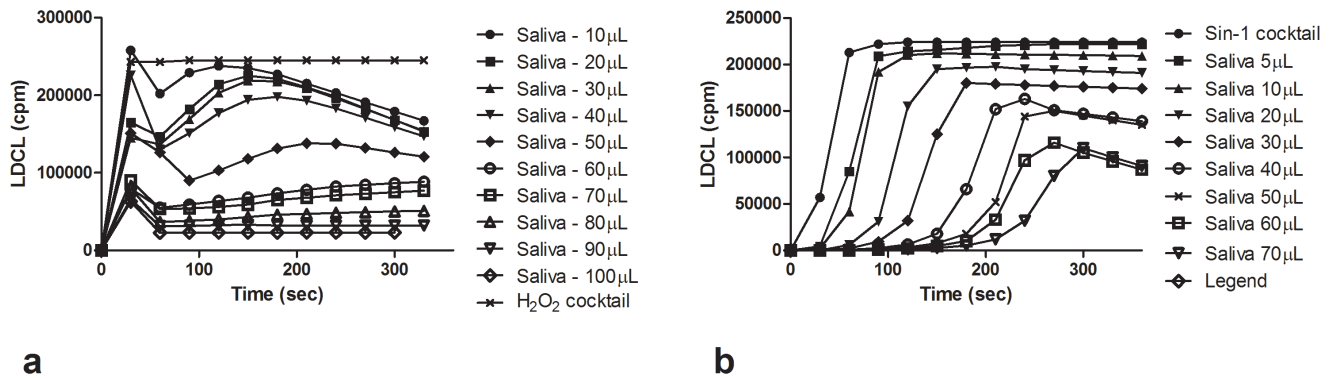 300000
200000
100000
0
0
100
200
300
LDCL (cpm)
Time (sec)
Saliva - 10μL
Saliva - 20μL
Saliva - 30μL
Saliva - 40μL
Saliva - 50μL
Saliva - 60μL
Saliva - 70μL
Saliva - 80μL
Saliva - 90μL
Saliva - 100μL
H₂O₂ cocktail
a
250000
200000
150000
100000
50000
0
0
100
200
300
LDCL (cpm)
Time (sec)
Sin-1 cocktail
Saliva 5μL
Saliva 10μL
Saliva 20μL
Saliva 30μL
Saliva 40μL
Saliva 50μL
Saliva 60μL
Saliva 70μL
Legend
b